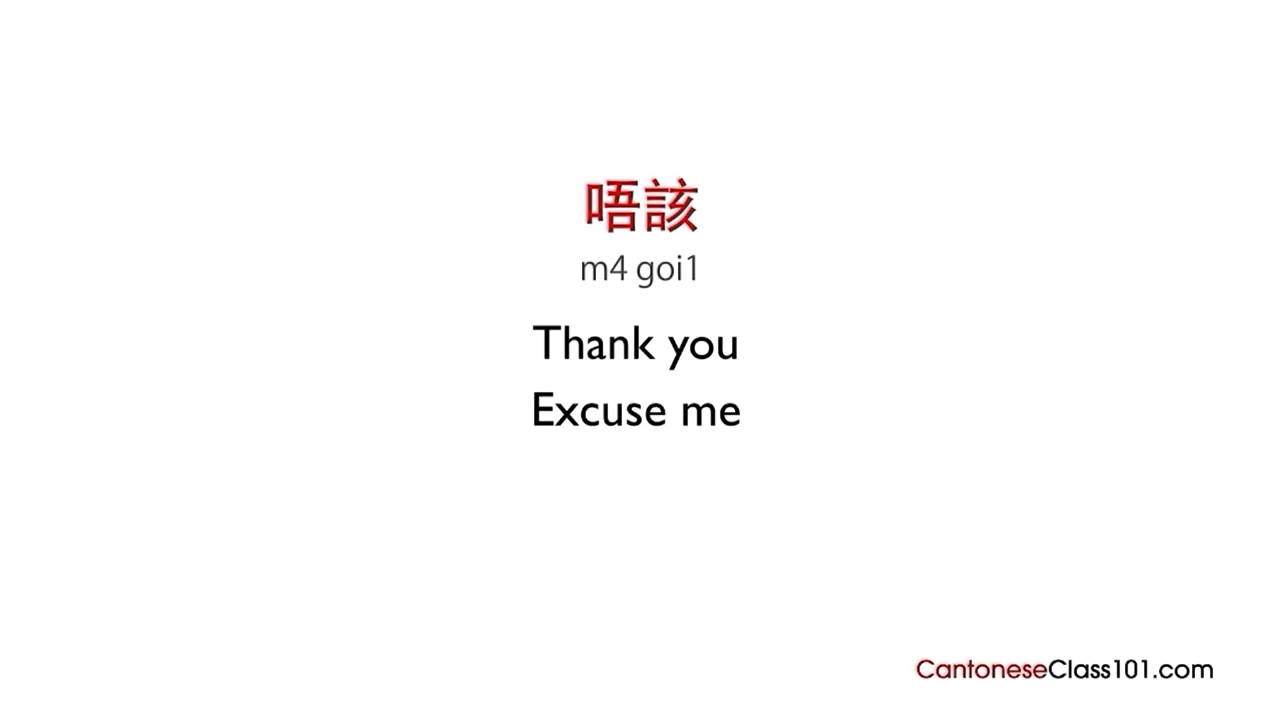 唔該
m4 goi1
Thank you
Excuse me
CantoneseClass101.com